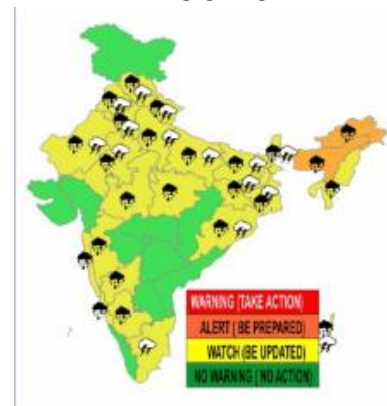 WARNING (TAKE ACTION)
ALERT ( BE PREPARED)
WATCH (BE UPDATED)
NO WARNING ( NO ACTION)